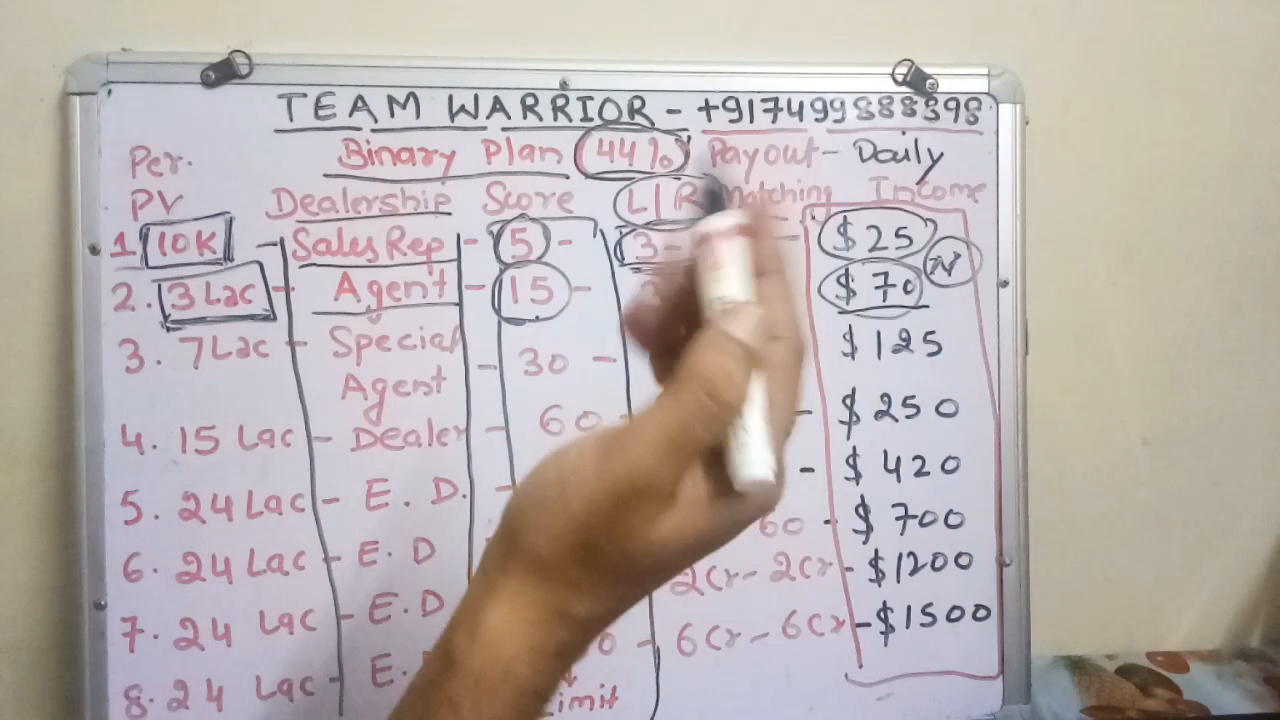 TEAM WARRIOR - +917499888398
Per. Binary Plan (44%) Payout - Daily
PV Dealership Score L|R Matching Income
1 10K - Sales Rep - 5 - 3 - - $25
2. 3 Lac - Agent - 15 - $70 N
3. 7 Lac - Special Agent - 30 - $125
4. 15 Lac - Dealer - 60 - - $250
5. 24 Lac - E. D. - - $420
6. 24 Lac - E. D 60 - $700
7. 24 Lac - E. D 2Cr - 2Cr - $1200
8. 24 Lac - E. - 6Cr - 6Cr - $1500
Limit